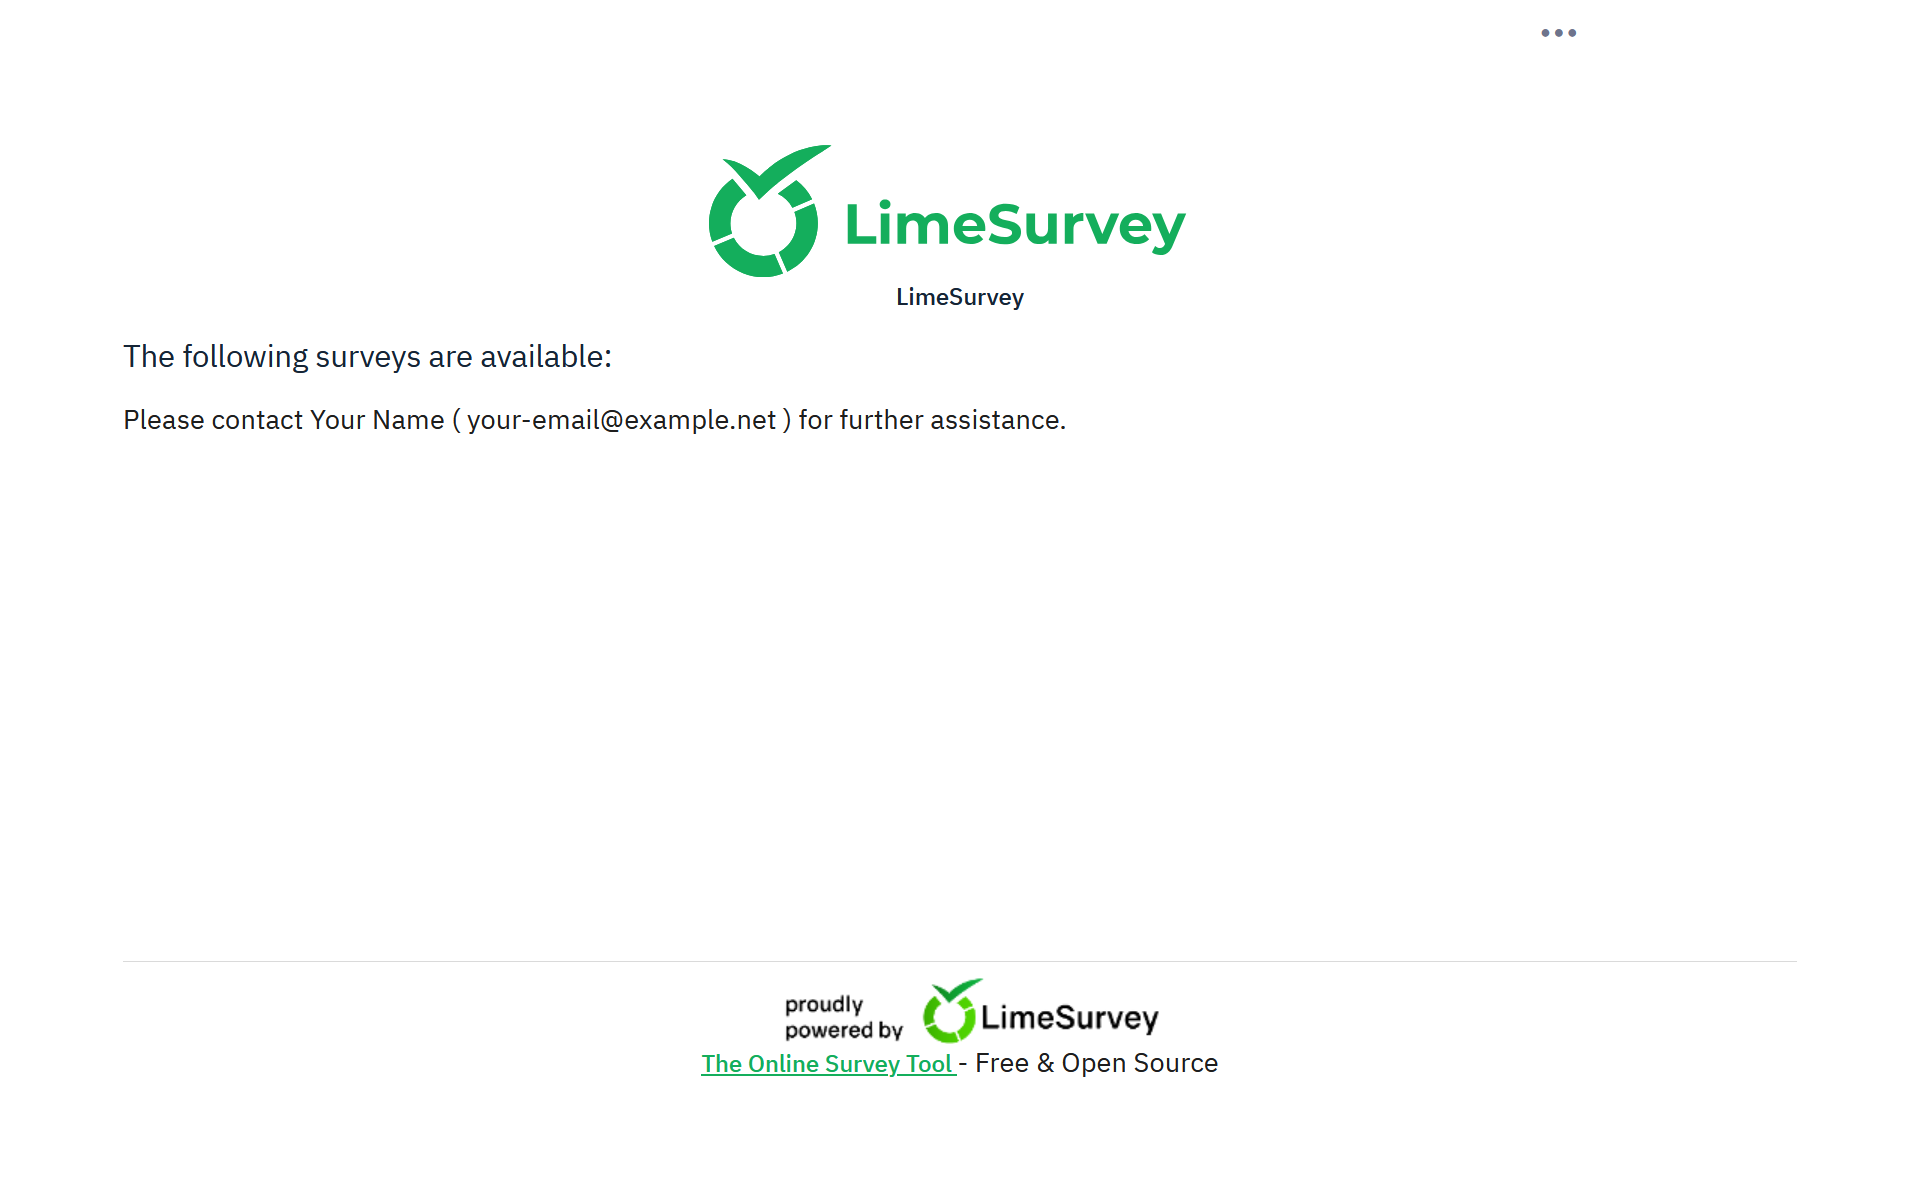 LimeSurvey
LimeSurvey
The following surveys are available:
Please contact Your Name ( your-email@example.net ) for further assistance.
proudly
powered by
LimeSurvey
The Online Survey Tool - Free & Open Source